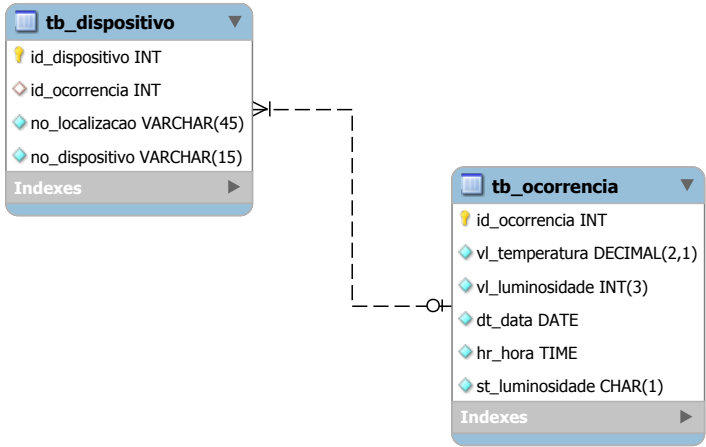 tb_dispositivo
id_dispositivo INT
id_ocorrencia INT
no_localizacao VARCHAR(45)
no_dispositivo VARCHAR(15)
Indexes
tb_ocorrencia
id_ocorrencia INT
vl_temperatura DECIMAL(2,1)
vl_luminosidade INT(3)
dt_data DATE
hr_hora TIME
st_luminosidade CHAR(1)
Indexes